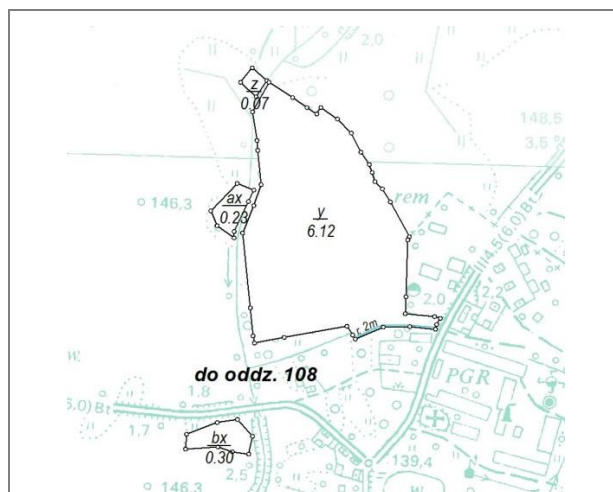 2,0
z
0.07
148,5
3,5
146,3
ax
0.23
y
6.12
rem
4,5(6,0) Bt
2,0
12,2
r. 2m
w.
do oddz. 108
PGR
1,8
6,0) Bt
1,7
bx
0.30
2,5
139,4
146,3
w